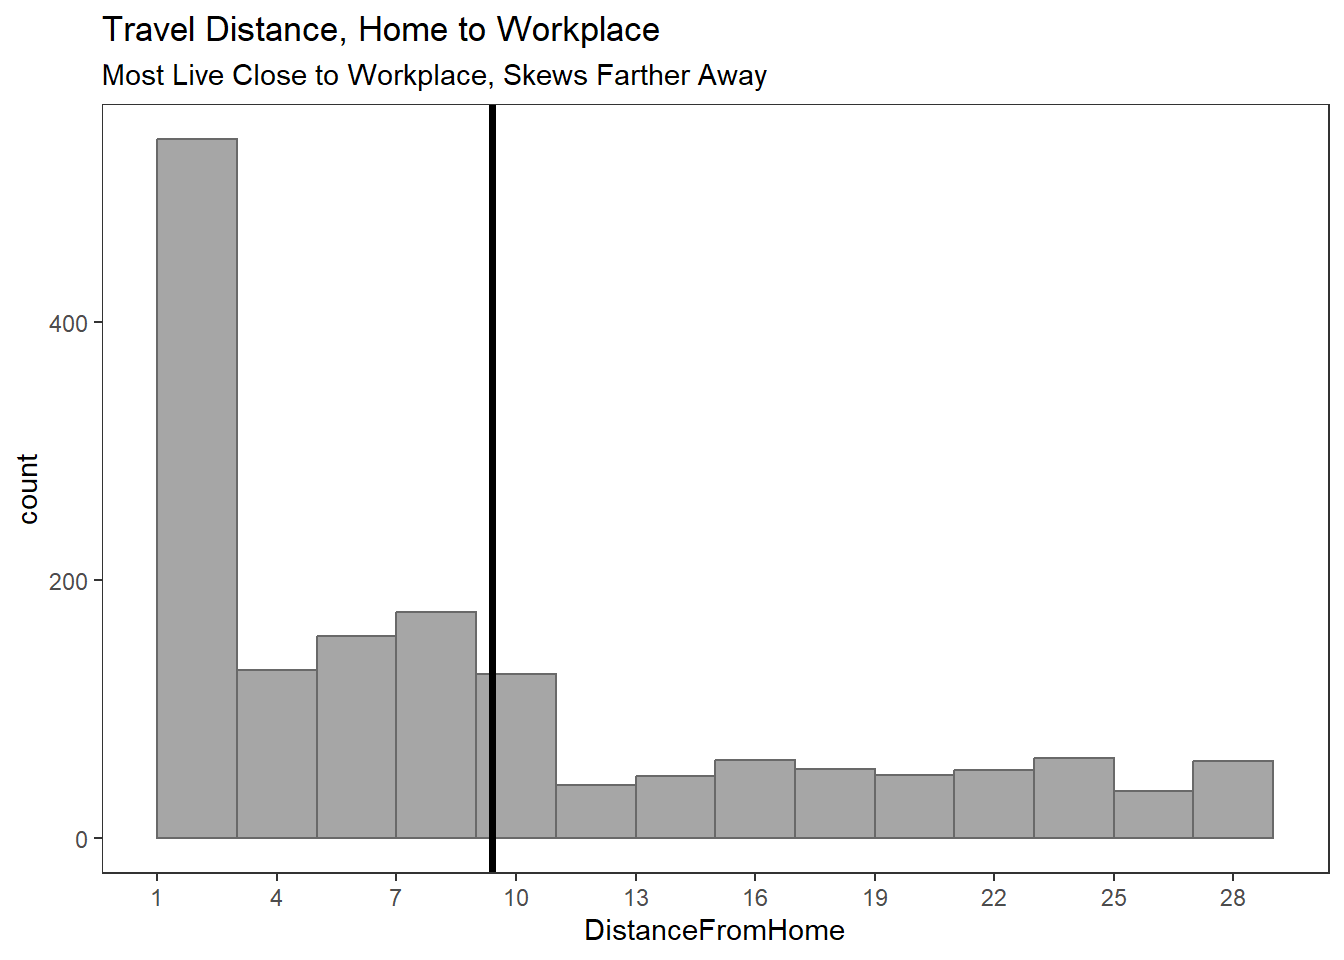 Travel Distance, Home to Workplace
Most Live Close to Workplace, Skews Farther Away
400
200
0
count
1 4 7 10 13 16 19 22 25 28
DistanceFromHome